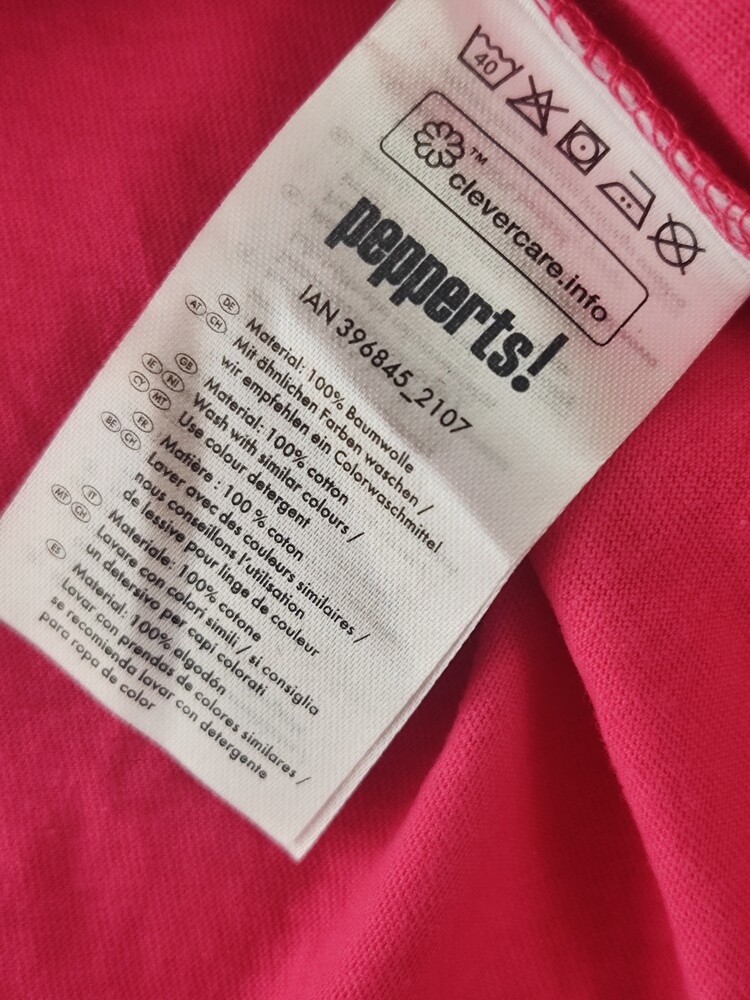 40
clevercare.info™
pepperts!
IAN 396845_2107
DE AT CH Material: 100% Baumwolle
Mit ähnlichen Farben waschen /
wir empfehlen ein Colorwaschmittel
GB IE NI CY MT Material: 100% cotton
Wash with similar colours /
Use colour detergent
FR BE CH Matière : 100 % coton
Laver avec des couleurs similaires /
nous conseillons l'utilisation
de lessive pour linge de couleur
IT MT CH Materiale: 100% cotone
Lavare con colori simili / si consiglia
un detersivo per capi colorati
ES Material: 100% algodón
Lavar con prendas de colores similares /
se recomienda lavar con detergente
para ropa de color